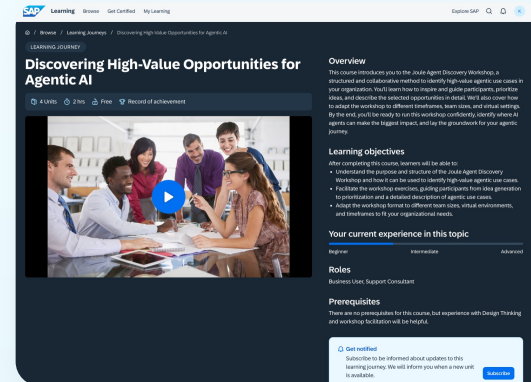 SAP Learning Browse Get Certified My Learning Explore SAP
/ Browse / Learning Journeys / Discovering High-Value Opportunities for Agentic AI
LEARNING JOURNEY
Discovering High-Value Opportunities for
Agentic AI
4 Units 2 hrs Free Record of achievement
Overview
This course introduces you to the Joule Agent Discovery Workshop, a
structured and collaborative method to identify high-value agentic use cases in
your organization. You'll learn how to inspire and guide participants, prioritize
ideas, and describe the selected opportunities in detail. We'll also cover how
to adapt the workshop to different timeframes, team sizes, and virtual settings.
By the end, you'll be ready to run this workshop confidently, identify where AI
agents can make the biggest impact, and lay the groundwork for your agentic
journey.
Learning objectives
After completing this course, learners will be able to:
• Understand the purpose and structure of the Joule Agent Discovery
Workshop and how it can be used to identify high-value agentic use cases.
• Facilitate the workshop exercises, guiding participants from idea generation
to prioritization and a detailed description of agentic use cases.
• Adapt the workshop format to different team sizes, virtual environments,
and timeframes to fit your organizational needs.
Your current experience in this topic
Beginner Intermediate Advanced
Roles
Business User, Support Consultant
Prerequisites
There are no prerequisites for this course, but experience with Design Thinking
and workshop facilitation will be helpful.
Get notified
Subscribe to be informed about updates to this
learning journey. We will inform you when a new unit
is available.
Subscribe